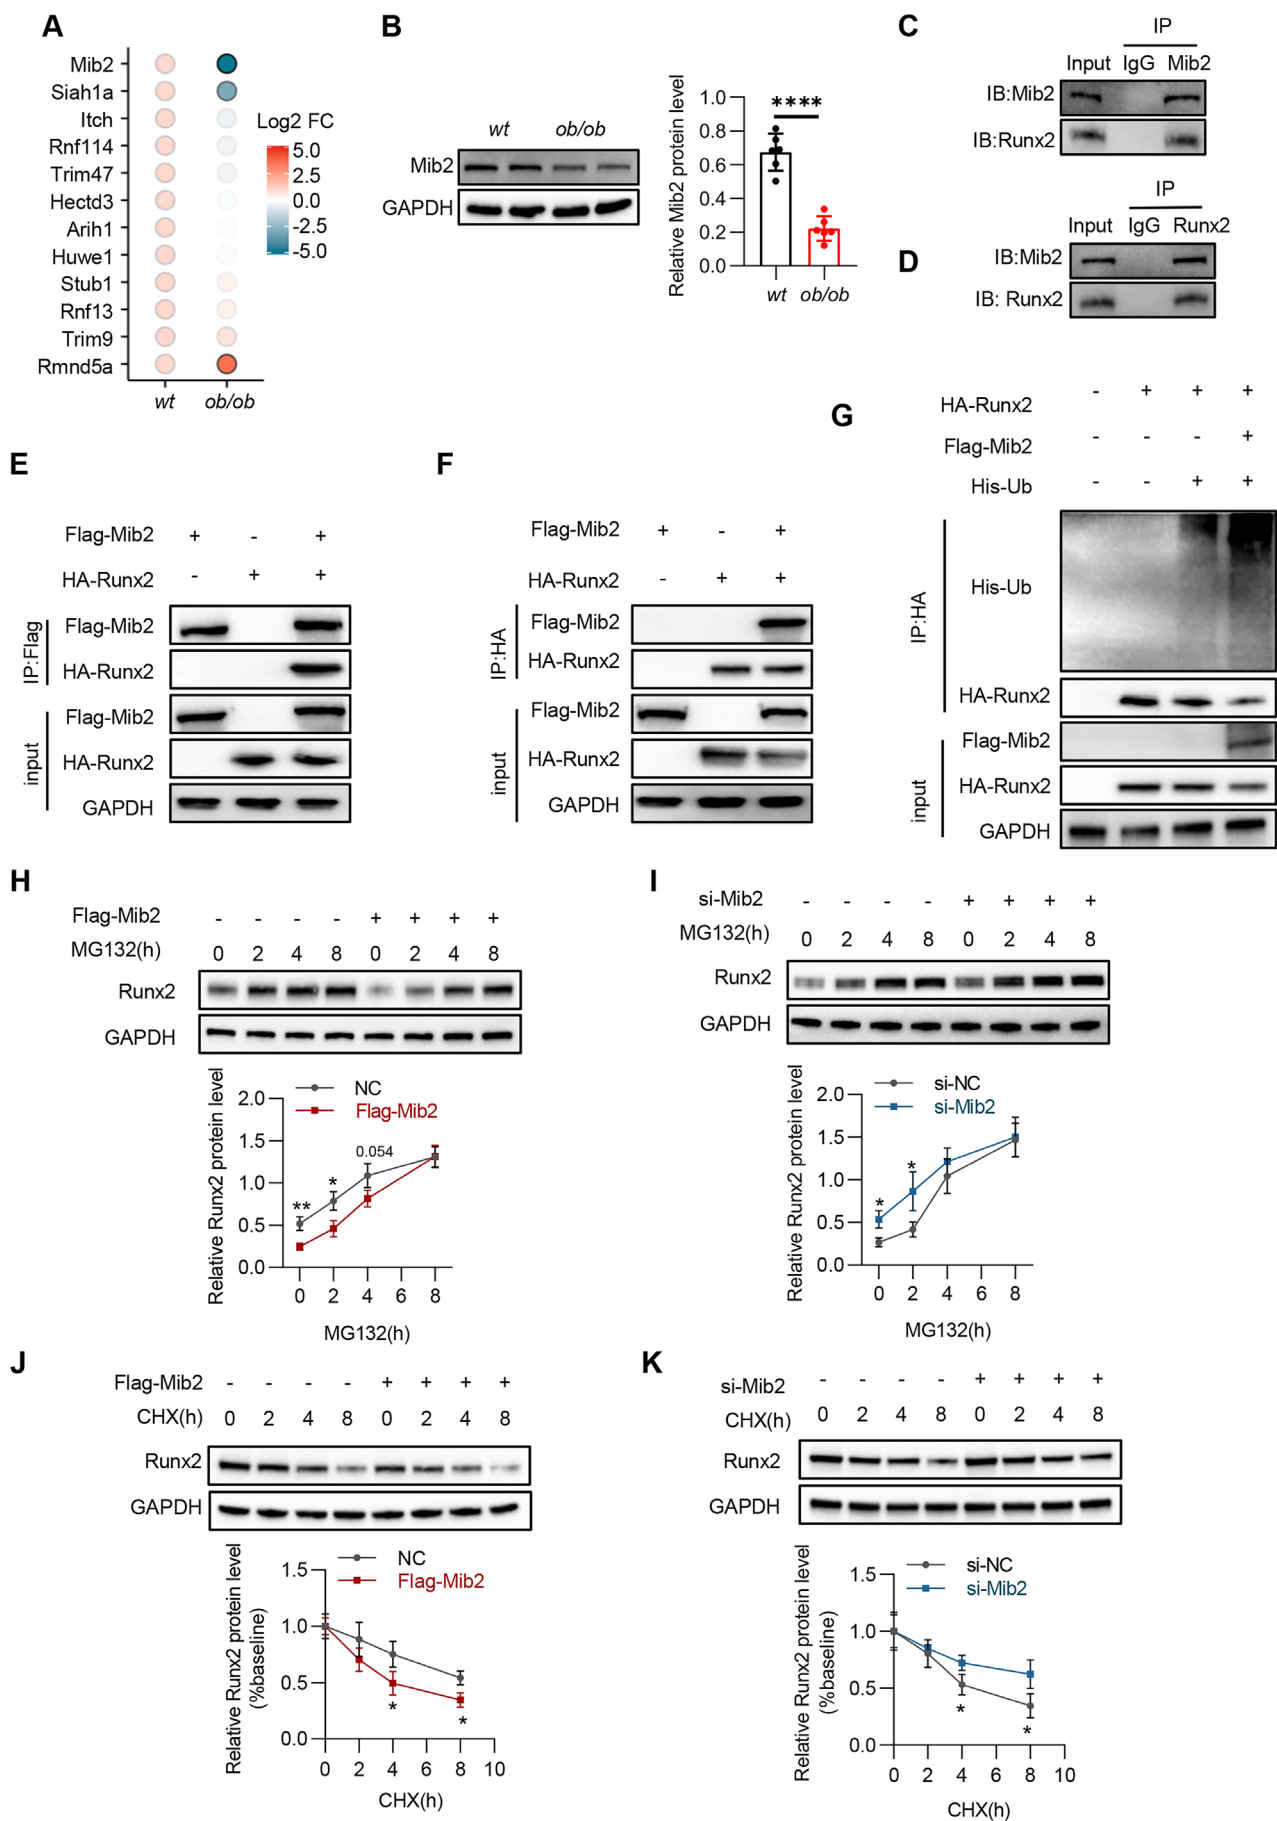 A
Mib2
Siah1a
Itch
Rnf114
Trim47
Hectd3
Arih1
Huwe1
Stub1
Rnf13
Trim9
Rmnd5a
wt ob/ob
Log2 FC
5.0
2.5
0.0
-2.5
-5.0
B
wt ob/ob
Mib2
GAPDH
Relative Mib2 protein level
1.0
0.8
0.6
0.4
0.2
0.0
****
wt ob/ob
C
IP
Input IgG Mib2
IB:Mib2
IB:Runx2
D
IP
Input IgG Runx2
IB:Mib2
IB: Runx2
E
Flag-Mib2 + - +
HA-Runx2 - + +
IP:Flag
Flag-Mib2
HA-Runx2
input
Flag-Mib2
HA-Runx2
GAPDH
F
Flag-Mib2 + - +
HA-Runx2 - + +
IP:HA
Flag-Mib2
HA-Runx2
input
Flag-Mib2
HA-Runx2
GAPDH
G
HA-Runx2 - + + +
Flag-Mib2 - - - +
His-Ub - - + +
IP:HA
His-Ub
HA-Runx2
input
Flag-Mib2
HA-Runx2
GAPDH
H
Flag-Mib2 - - - - + + + +
MG132(h) 0 2 4 8 0 2 4 8
Runx2
GAPDH
Relative Runx2 protein level
2.0
1.5
1.0
0.5
0.0
NC
Flag-Mib2
** * 0.054
0 2 4 6 8
MG132(h)
I
si-Mib2 - - - - + + + +
MG132(h) 0 2 4 8 0 2 4 8
Runx2
GAPDH
Relative Runx2 protein level
2.0
1.5
1.0
0.5
0.0
si-NC
si-Mib2
* *
0 2 4 6 8
MG132(h)
J
Flag-Mib2 - - - - + + + +
CHX(h) 0 2 4 8 0 2 4 8
Runx2
GAPDH
Relative Runx2 protein level
(%baseline)
1.5
1.0
0.5
0.0
NC
Flag-Mib2
* *
0 2 4 6 8 10
CHX(h)
K
si-Mib2 - - - - + + + +
CHX(h) 0 2 4 8 0 2 4 8
Runx2
GAPDH
Relative Runx2 protein level
(%baseline)
1.5
1.0
0.5
0.0
si-NC
si-Mib2
* *
0 2 4 6 8 10
CHX(h)